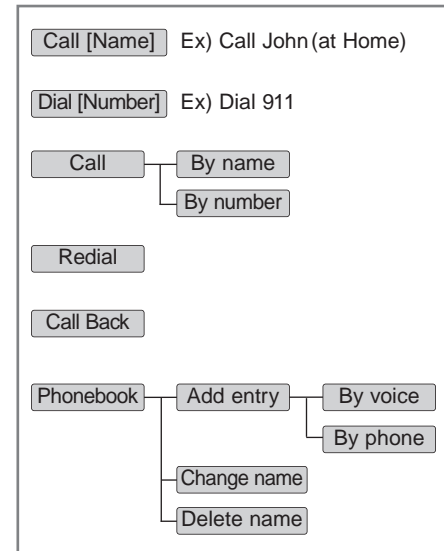 Call [Name] Ex) Call John (at Home)
Dial [Number] Ex) Dial 911
Call By name
By number
Redial
Call Back
Phonebook Add entry By voice
By phone
Change name
Delete name